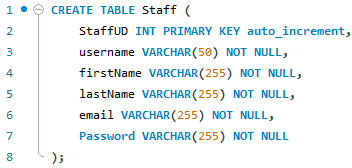 1 CREATE TABLE Staff (
2 StaffUD INT PRIMARY KEY auto_increment,
3 username VARCHAR(50) NOT NULL,
4 firstName VARCHAR(255) NOT NULL,
5 lastName VARCHAR(255) NOT NULL,
6 email VARCHAR(255) NOT NULL,
7 Password VARCHAR(255) NOT NULL
8 );